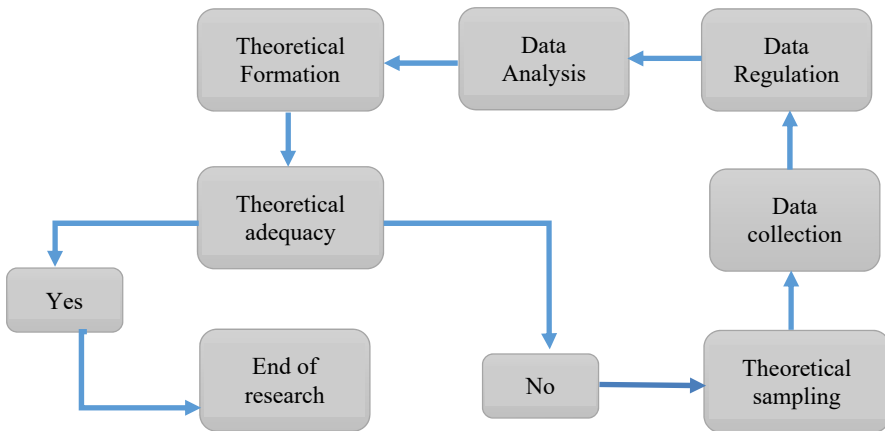 Theoretical
Formation
Data
Analysis
Data
Regulation
Theoretical
adequacy
Data
collection
Yes
End of
research
No
Theoretical
sampling